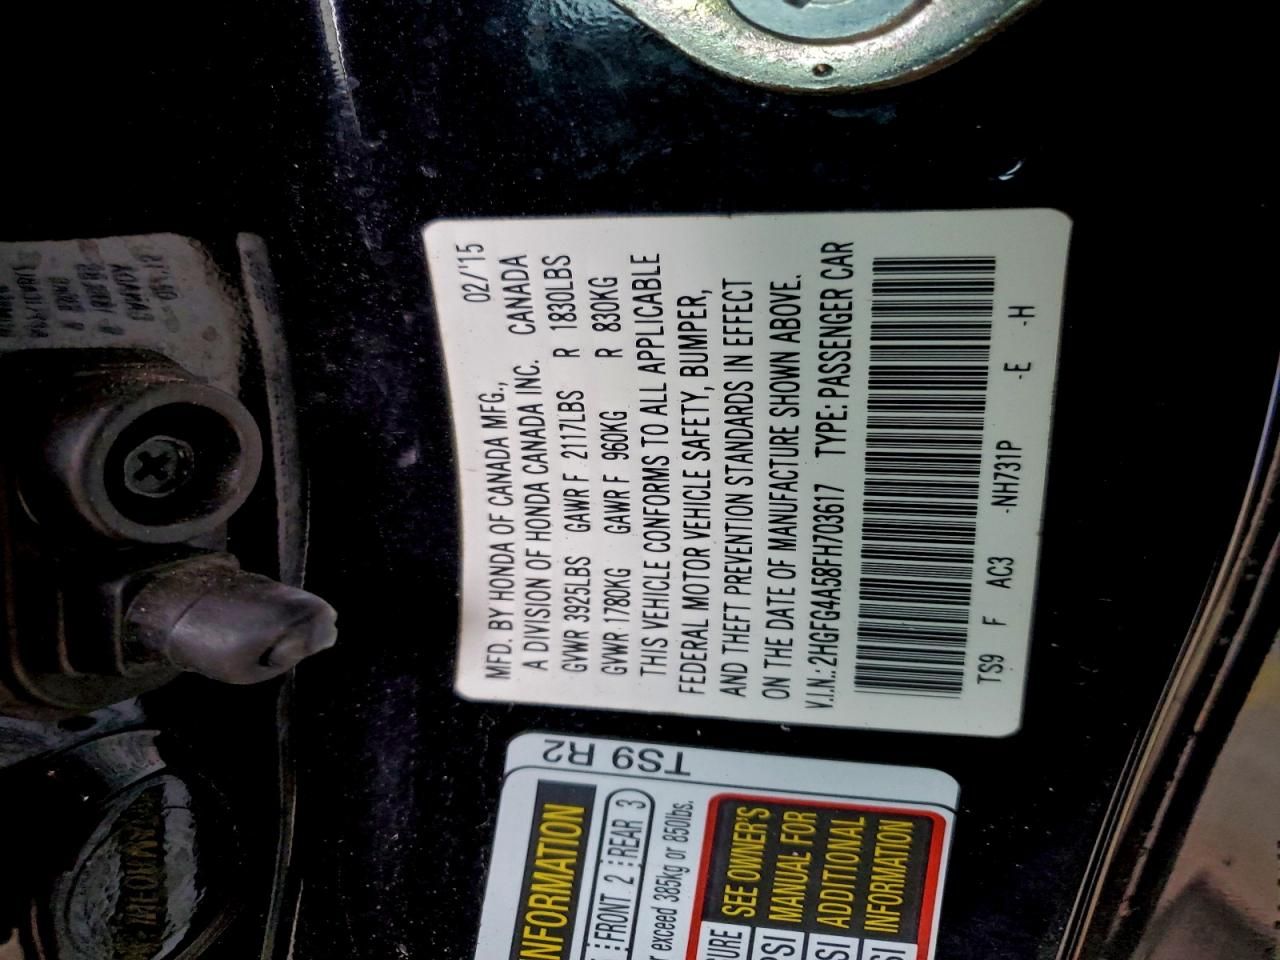 MFD. BY HONDA OF CANADA MFG., 02/'15
A DIVISION OF HONDA CANADA INC. CANADA
GVWR 3925LBS GAWR F 2117LBS R 1830LBS
GVWR 1780KG GAWR F 960KG R 830KG
THIS VEHICLE CONFORMS TO ALL APPLICABLE
FEDERAL MOTOR VEHICLE SAFETY, BUMPER,
AND THEFT PREVENTION STANDARDS IN EFFECT
ON THE DATE OF MANUFACTURE SHOWN ABOVE.
V.I.N.:2HGFG4A58FH703617 TYPE: PASSENGER CAR
TS9 F AC3 -NH731P -E -H
TS9 R2
INFORMATION
FRONT 2 REAR 3
exceed 385kg or 850lbs.
SEE OWNER'S
MANUAL FOR
ADDITIONAL
INFORMATION